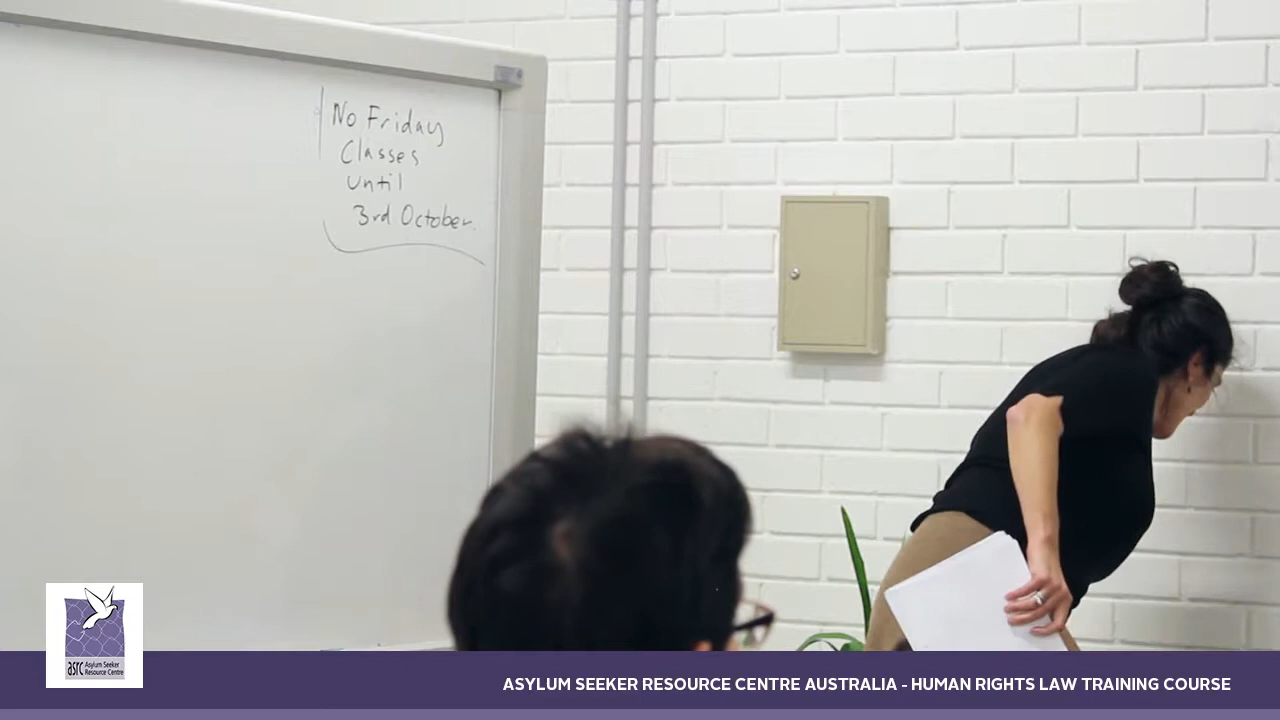 No Friday
Classes
Until
3rd October.
asrc Asylum Seeker
Resource Centre
ASYLUM SEEKER RESOURCE CENTRE AUSTRALIA - HUMAN RIGHTS LAW TRAINING COURSE